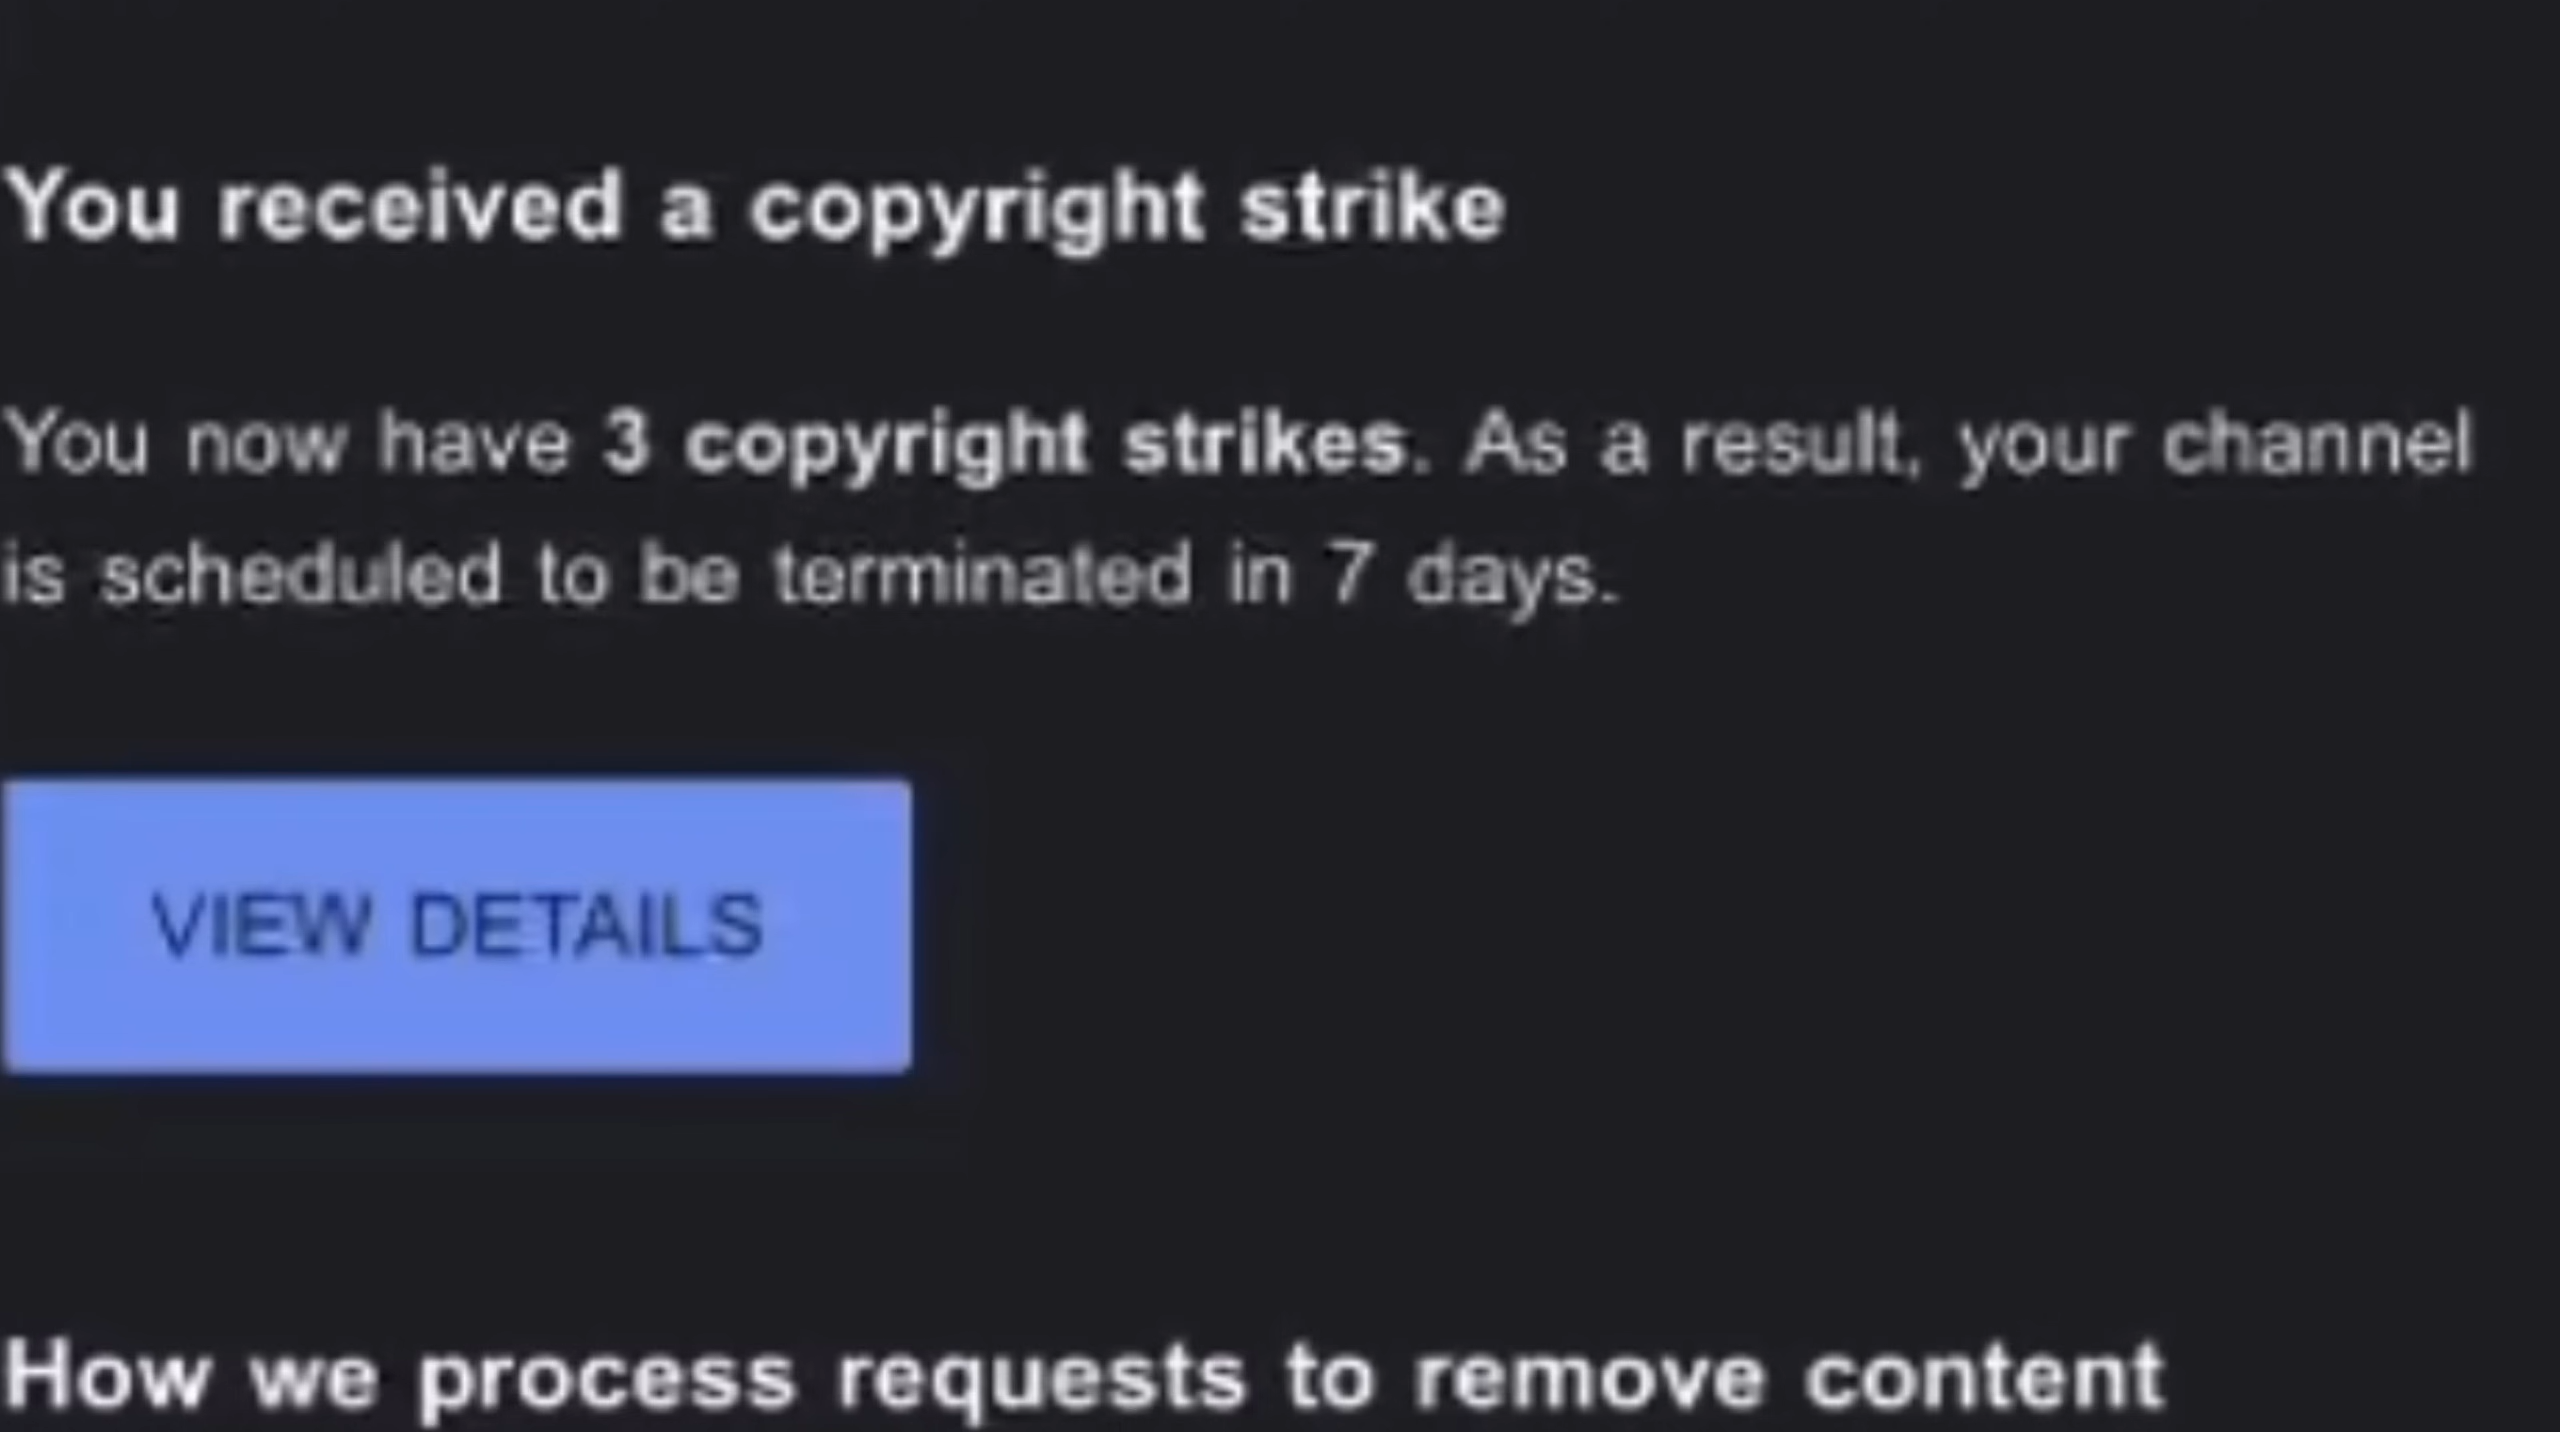 You received a copyright strike
You now have 3 copyright strikes. As a result, your channel
is scheduled to be terminated in 7 days.
VIEW DETAILS
How we process requests to remove content